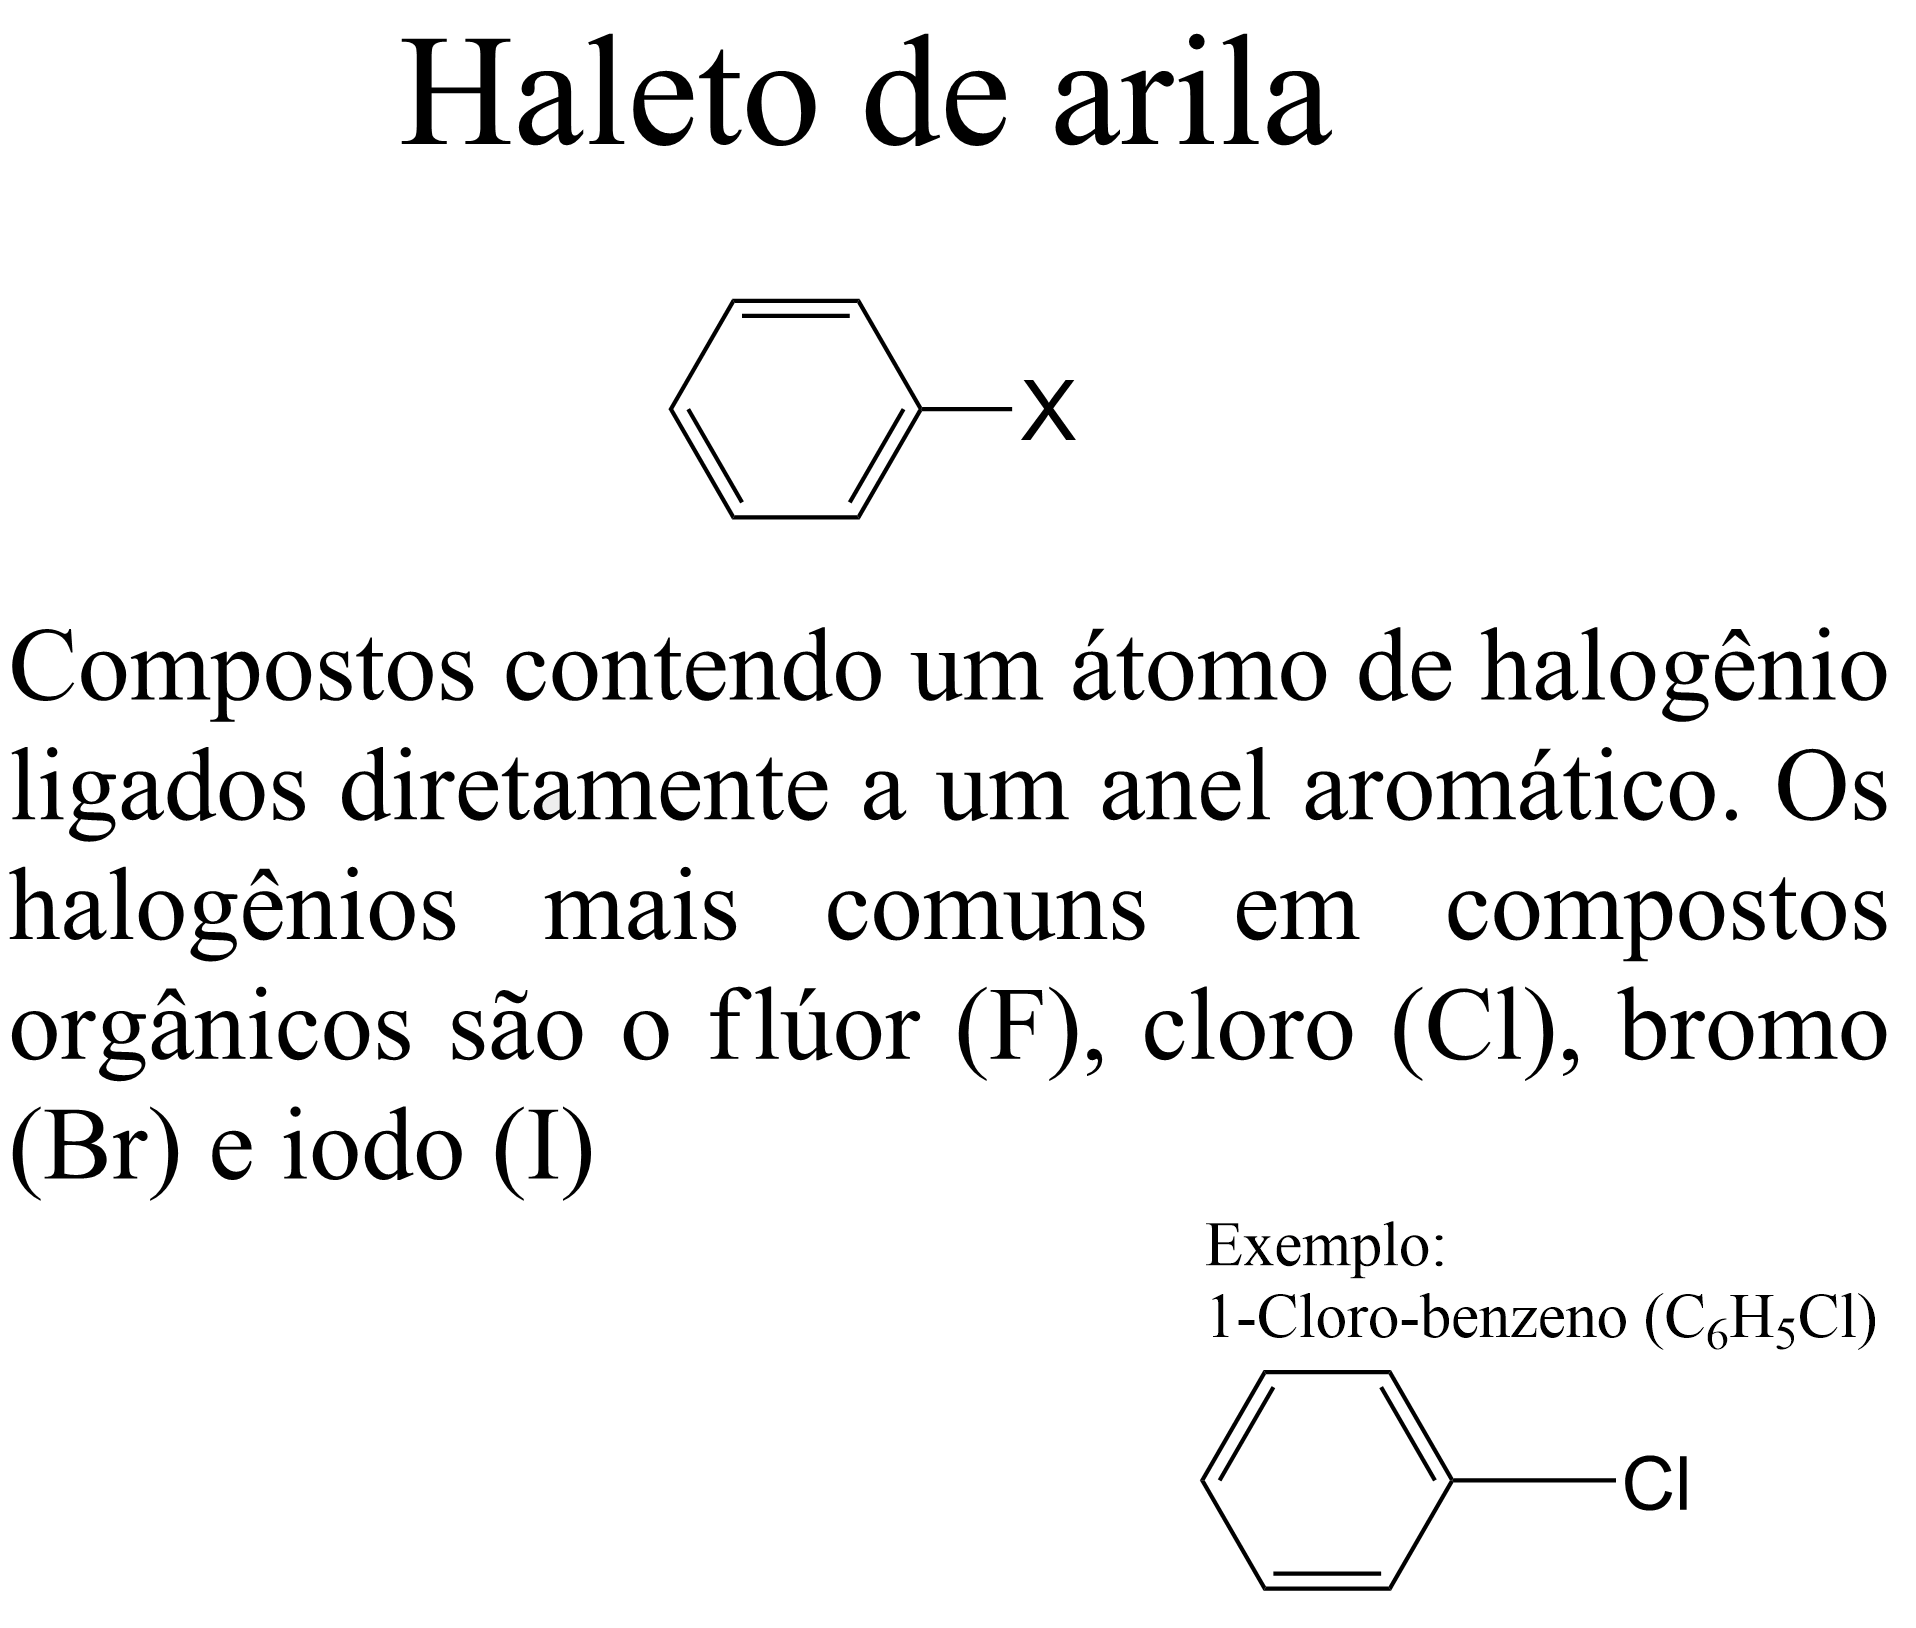 Haleto de arila
X
Compostos contendo um átomo de halogênio
ligados diretamente a um anel aromático. Os
halogênios mais comuns em compostos
orgânicos são o flúor (F), cloro (Cl), bromo
(Br) e iodo (I)
Exemplo:
1-Cloro-benzeno (C₆H₅Cl)
Cl